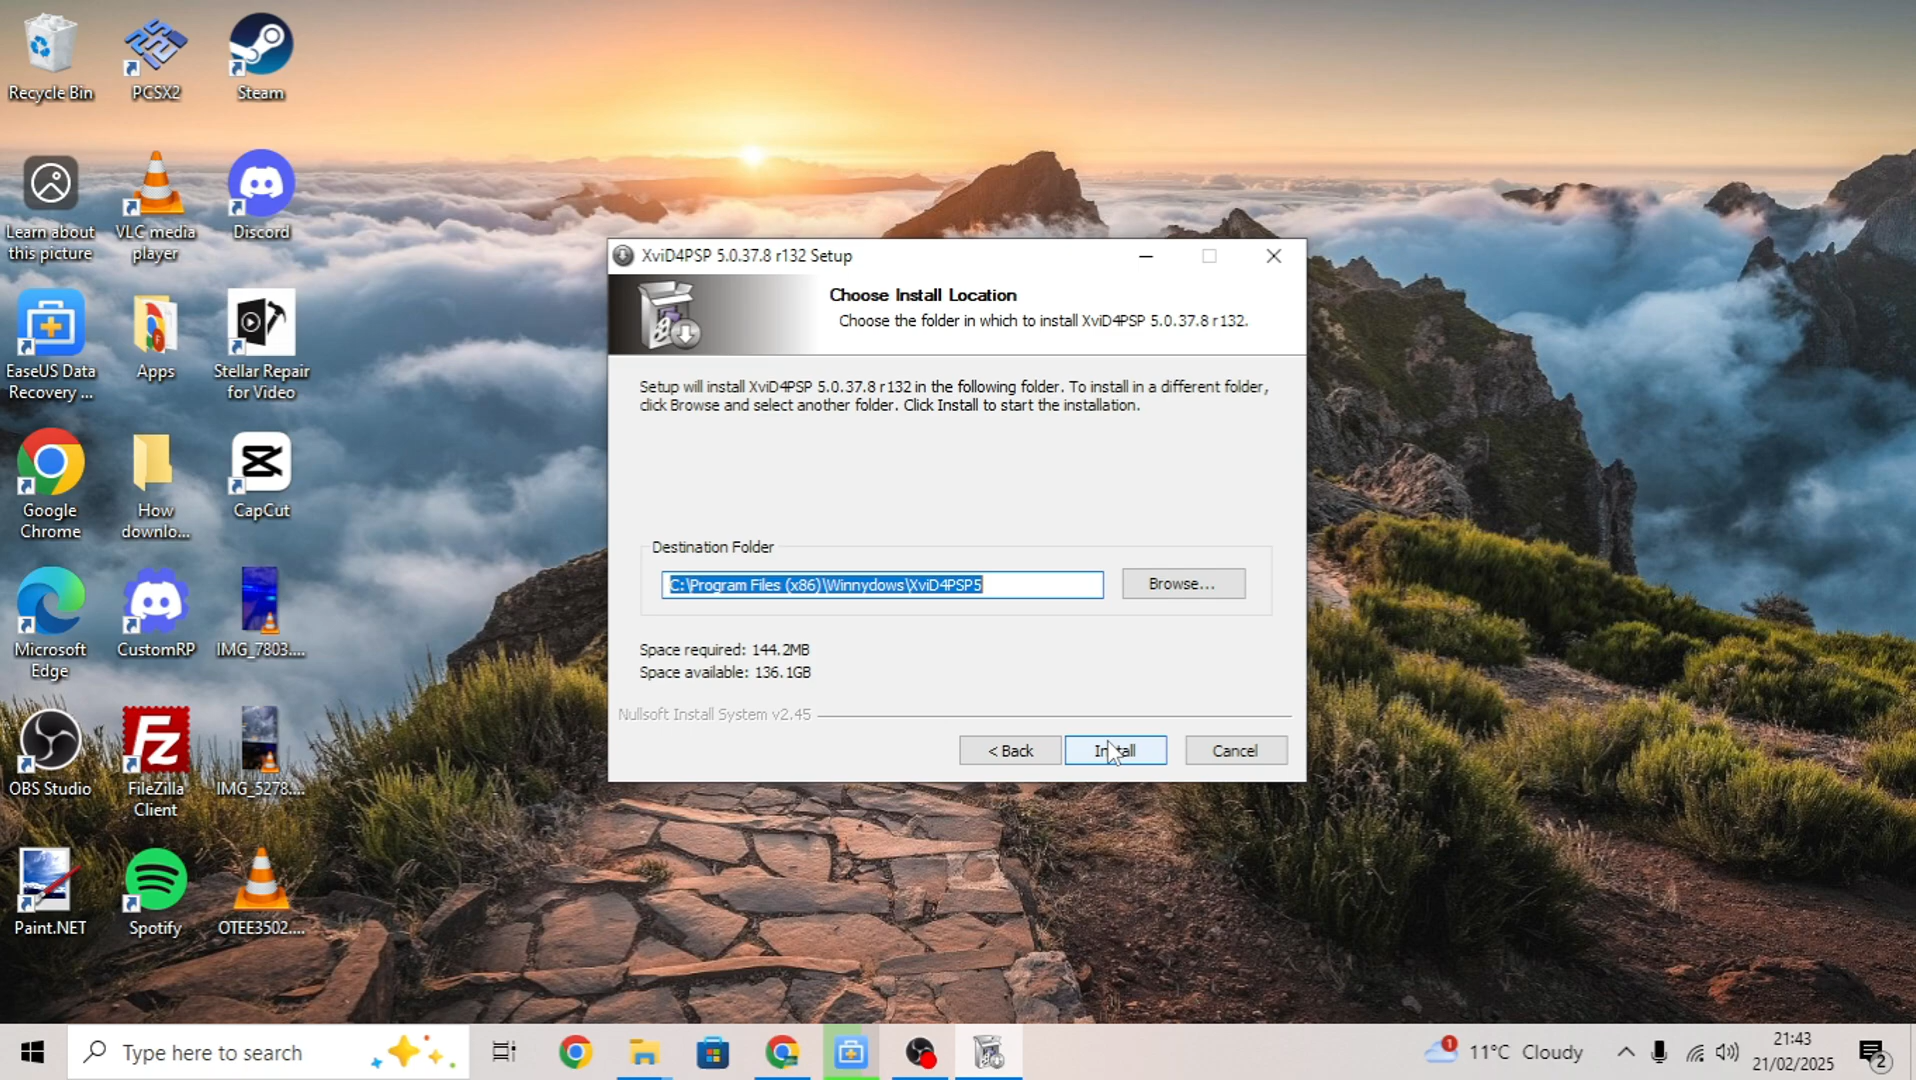 Recycle Bin
PCSX2
Steam
Learn about
this picture
VLC media
player
Discord
EaseUS Data
Recovery ...
Apps
Stellar Repair
for Video
Google
Chrome
How
downlo...
CapCut
Microsoft
Edge
CustomRP
IMG_7803....
OBS Studio
FileZilla
Client
IMG_5278....
Paint.NET
Spotify
OTEE3502....
XviD4PSP 5.0.37.8 r132 Setup
Choose Install Location
Choose the folder in which to install XviD4PSP 5.0.37.8 r132.
Setup will install XviD4PSP 5.0.37.8 r132 in the following folder. To install in a different folder,
click Browse and select another folder. Click Install to start the installation.
Destination Folder
C:\Program Files (x86)\Winnydows\XviD4PSP5
Browse...
Space required: 144.2MB
Space available: 136.1GB
Nullsoft Install System v2.45
< Back
Install
Cancel
Type here to search
1
11°C Cloudy
21:43
21/02/2025
2